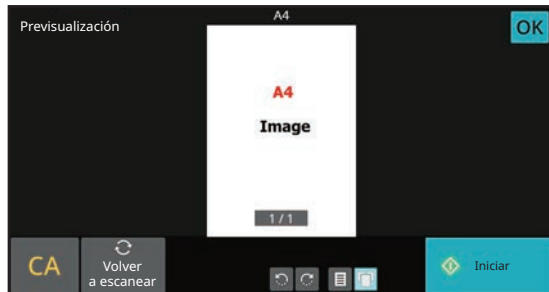 A4
Previsualización
OK
A4
Image
1 / 1
CA
Volver
a escanear
Iniciar